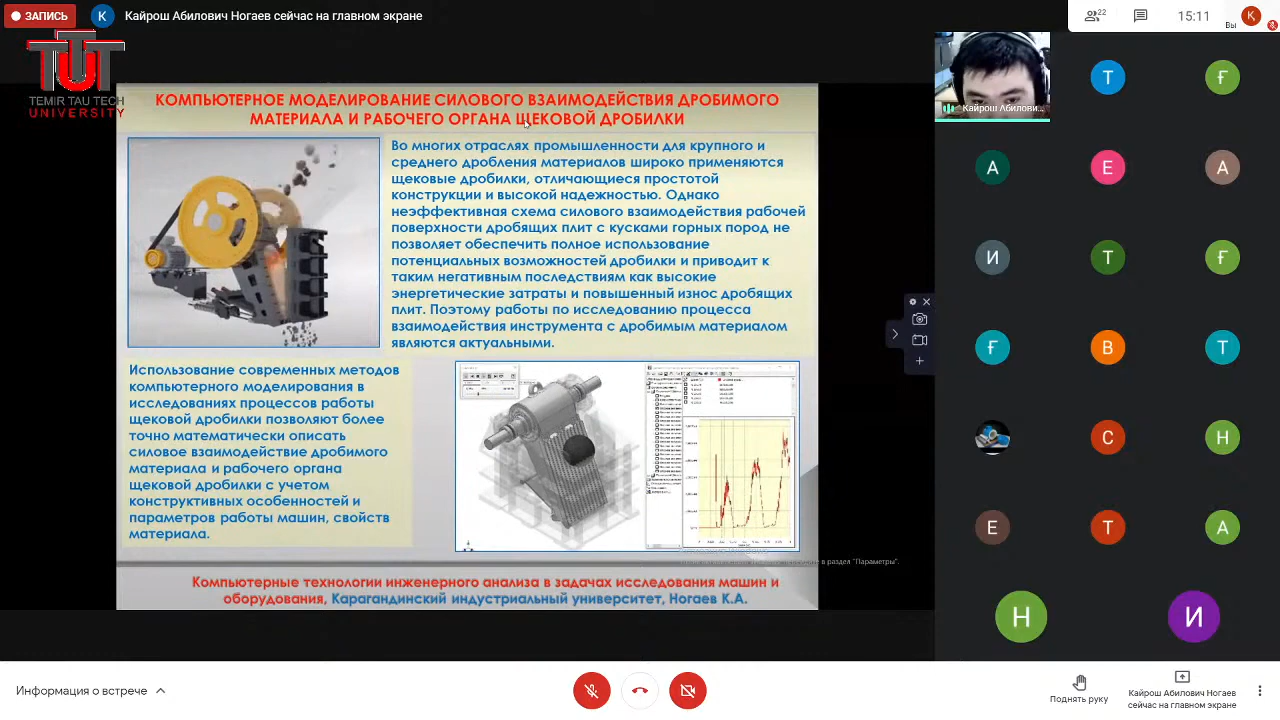 ЗАПИСЬ
К
Кайрош Абилович Ногаев сейчас на главном экране
22
15:11
Вы
Қ
TEMIR TAU TECH
UNIVERSITY
КОМПЬЮТЕРНОЕ МОДЕЛИРОВАНИЕ СИЛОВОГО ВЗАИМОДЕЙСТВИЯ ДРОБИМОГО
МАТЕРИАЛА И РАБОЧЕГО ОРГАНА ЩЕКОВОЙ ДРОБИЛКИ
Во многих отраслях промышленности для крупного и
среднего дробления материалов широко применяются
щековые дробилки, отличающиеся простотой
конструкции и высокой надежностью. Однако
неэффективная схема силового взаимодействия рабочей
поверхности дробящих плит с кусками горных пород не
позволяет обеспечить полное использование
потенциальных возможностей дробилки и приводит к
таким негативным последствиям как высокие
энергетические затраты и повышенный износ дробящих
плит. Поэтому работы по исследованию процесса
взаимодействия инструмента с дробимым материалом
являются актуальными.
Использование современных методов
компьютерного моделирования в
исследованиях процессов работы
щековой дробилки позволяют более
точно математически описать
силовое взаимодействие дробимого
материала и рабочего органа
щековой дробилки с учетом
конструктивных особенностей и
параметров работы машин, свойств
материала.
в раздел "Параметры".
Компьютерные технологии инженерного анализа в задачах исследования машин и
оборудования, Карагандинский индустриальный университет, Ногаев К.А.
Кайрош Абилови...
Т
Ғ
А
Е
А
И
Т
Ғ
Ғ
В
Т
С
Н
Е
Т
А
Н
И
Информация о встрече
Поднять руку
Кайрош Абилович Ногаев
сейчас на главном экране